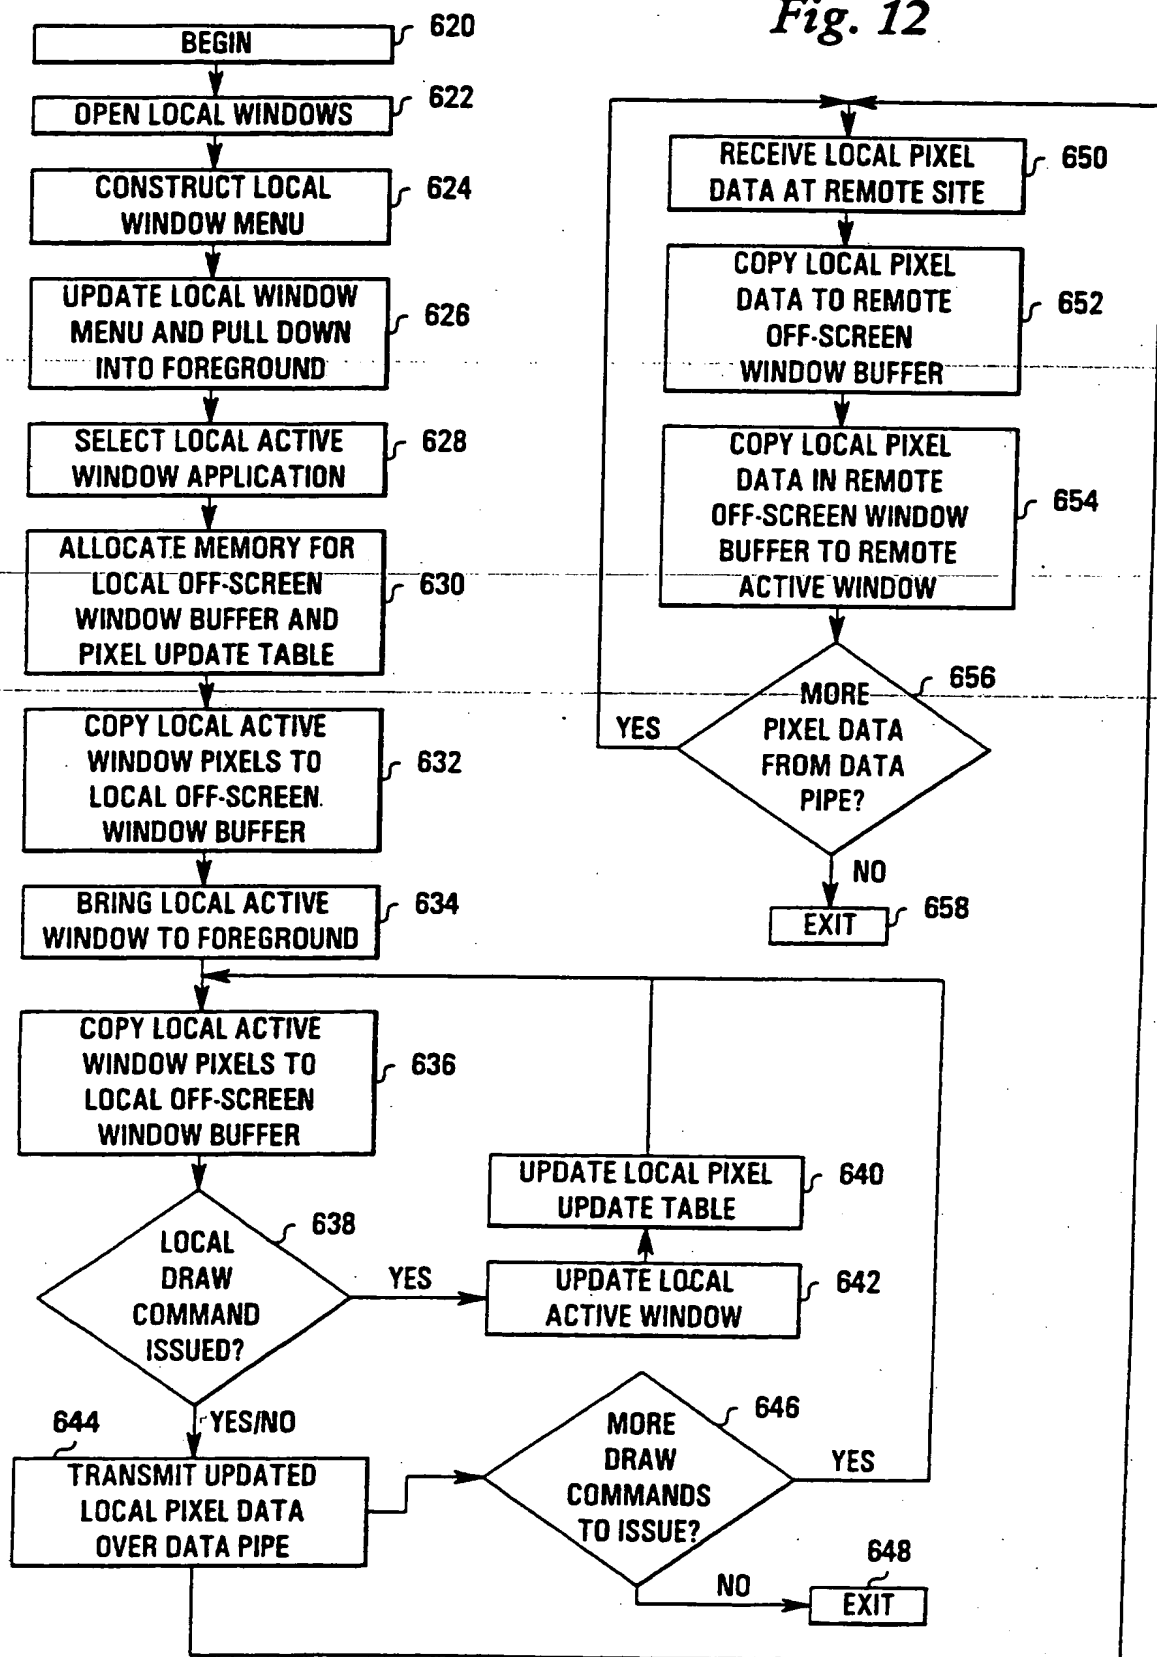 Fig. 12
BEGIN
620
OPEN LOCAL WINDOWS
622
CONSTRUCT LOCAL
WINDOW MENU
624
UPDATE LOCAL WINDOW
MENU AND PULL DOWN
INTO FOREGROUND
626
SELECT LOCAL ACTIVE
WINDOW APPLICATION
628
ALLOCATE MEMORY FOR
LOCAL OFF-SCREEN
WINDOW BUFFER AND
PIXEL UPDATE TABLE
630
COPY LOCAL ACTIVE
WINDOW PIXELS TO
LOCAL OFF-SCREEN
WINDOW BUFFER
632
BRING LOCAL ACTIVE
WINDOW TO FOREGROUND
634
COPY LOCAL ACTIVE
WINDOW PIXELS TO
LOCAL OFF-SCREEN
WINDOW BUFFER
636
LOCAL
DRAW
COMMAND
ISSUED?
638
YES
UPDATE LOCAL PIXEL
UPDATE TABLE
640
UPDATE LOCAL
ACTIVE WINDOW
642
YES/NO
644
TRANSMIT UPDATED
LOCAL PIXEL DATA
OVER DATA PIPE
MORE
DRAW
COMMANDS
TO ISSUE?
646
YES
NO
648
EXIT
RECEIVE LOCAL PIXEL
DATA AT REMOTE SITE
650
COPY LOCAL PIXEL
DATA TO REMOTE
OFF-SCREEN
WINDOW BUFFER
652
COPY LOCAL PIXEL
DATA IN REMOTE
OFF-SCREEN WINDOW
BUFFER TO REMOTE
ACTIVE WINDOW
654
MORE
PIXEL DATA
FROM DATA
PIPE?
656
YES
NO
EXIT
658